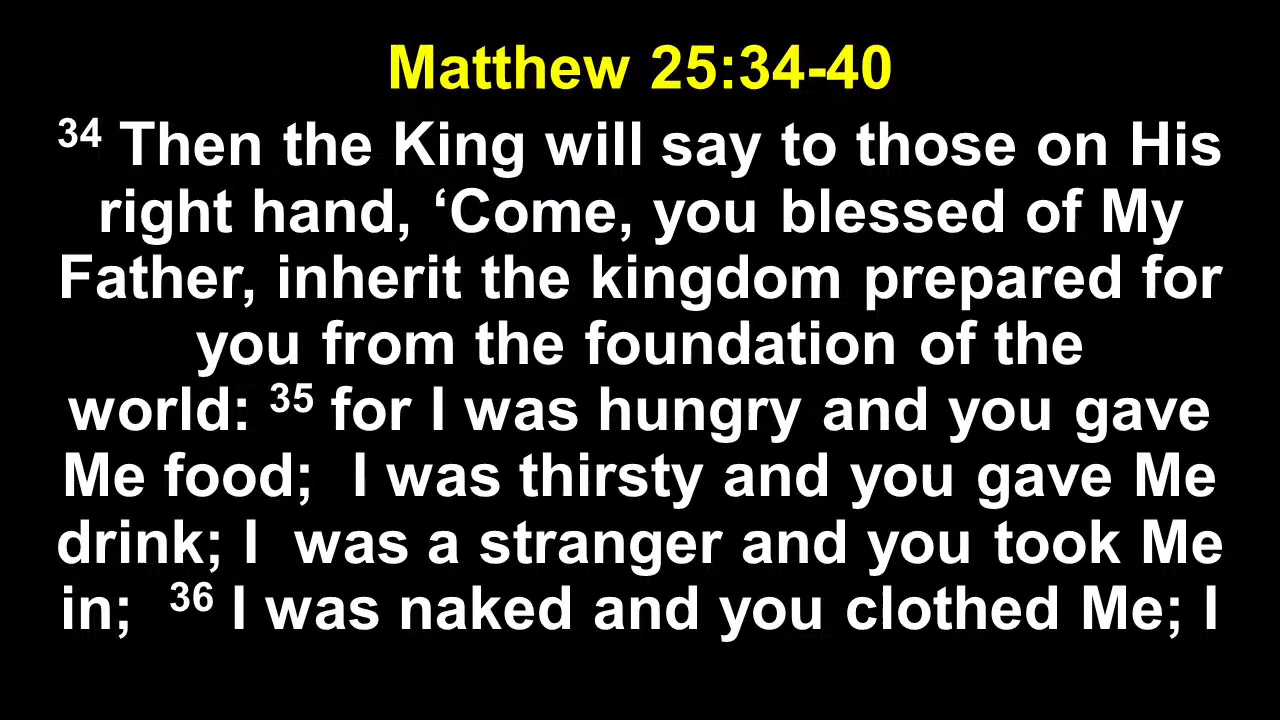 Matthew 25:34-40
34 Then the King will say to those on His
right hand, ‘Come, you blessed of My
Father, inherit the kingdom prepared for
you from the foundation of the
world: 35 for I was hungry and you gave
Me food;  I was thirsty and you gave Me
drink; I  was a stranger and you took Me
in;  36 I was naked and you clothed Me; I